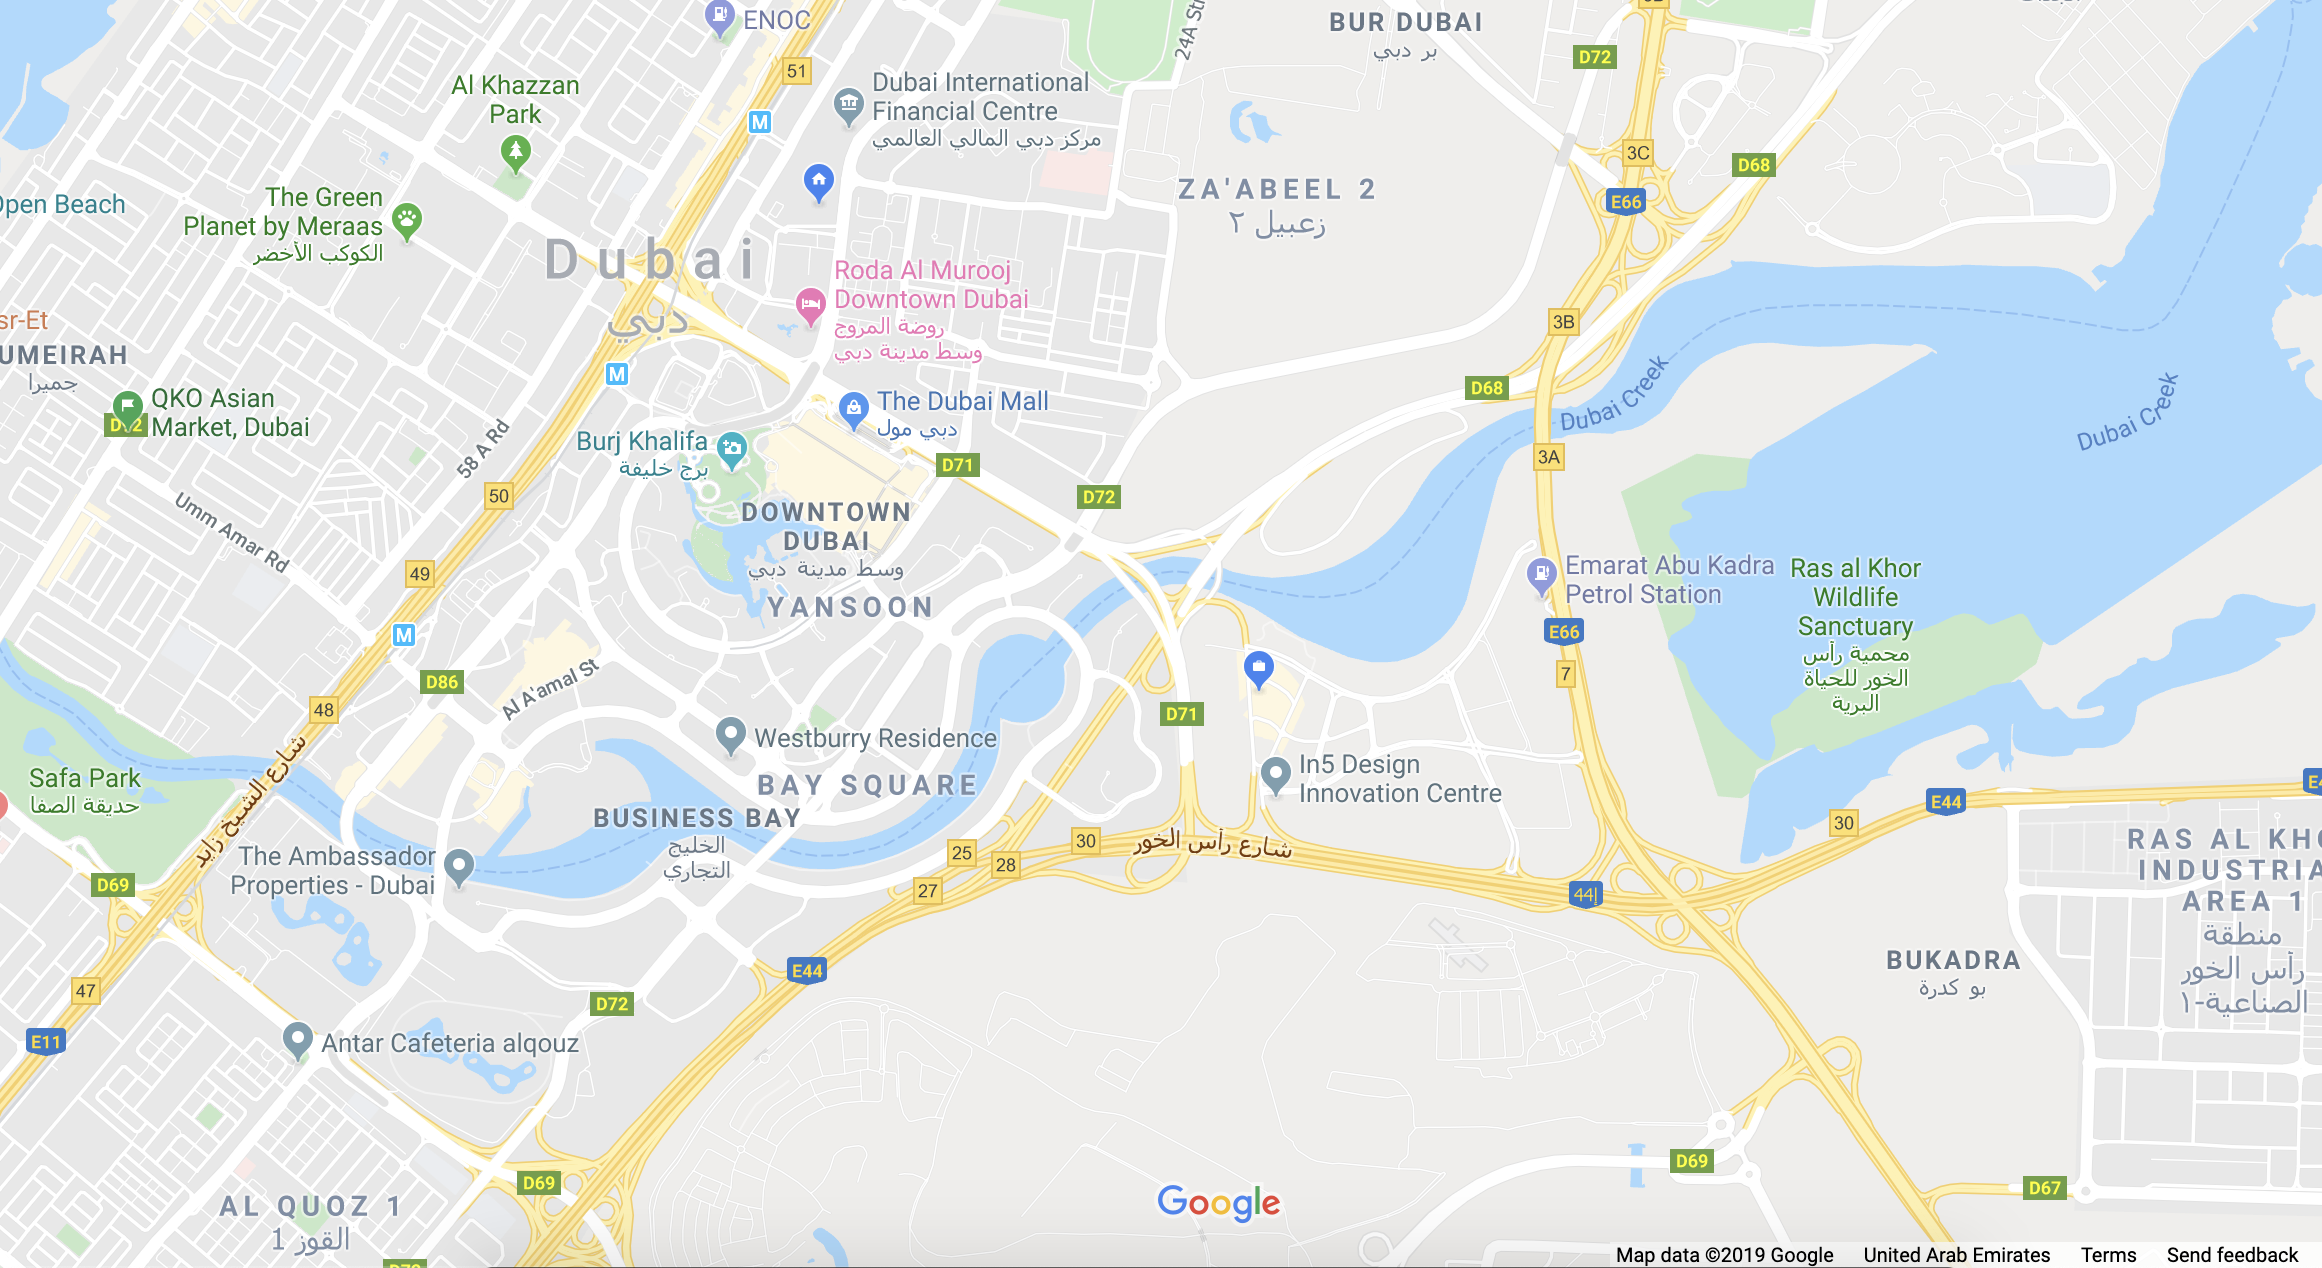 ENOC
51
BUR DUBAI
بر دبي
24A St
D72
Al Khazzan
Park
M
Dubai International
Financial Centre
مركز دبي المالي العالمي
3C
D68
E66
The Green
Planet by Meraas
الكوكب الأخضر
Open Beach
ZA'ABEEL 2
زعبيل ٢
Dubai
دبي
Roda Al Murooj
Downtown Dubai
روضة المروج
وسط مدينة دبي
sr-Et
UMEIRAH
جميرا
3B
M
D68
Dubai Creek
Dubai Creek
QKO Asian
Market, Dubai
The Dubai Mall
دبي مول
Burj Khalifa
برج خليفة
58 A Rd
D71
3A
50
D72
DOWNTOWN
DUBAI
وسط مدينة دبي
Umm Amar Rd
49
YANSOON
Emarat Abu Kadra
Petrol Station
Ras al Khor
Wildlife
Sanctuary
محمية رأس
الخور للحياة
البرية
E66
M
7
D86
Al A'amal St
48
D71
Westburry Residence
BAY SQUARE
BUSINESS BAY
الخليج
التجاري
شارع الشيخ زايد
Safa Park
حديقة الصفا
In5 Design
Innovation Centre
E44
30
25
28
30
27
شارع رأس الخور
The Ambassador
Properties - Dubai
D69
إ44
RAS AL KHO
INDUSTRIA
AREA 1
منطقة
رأس الخور
الصناعية-١
BUKADRA
بو كدرة
E44
47
D72
E11
Antar Cafeteria alqouz
D69
D69
D67
AL QUOZ 1
القوز 1
Google
Map data ©2019 Google
United Arab Emirates
Terms
Send feedback